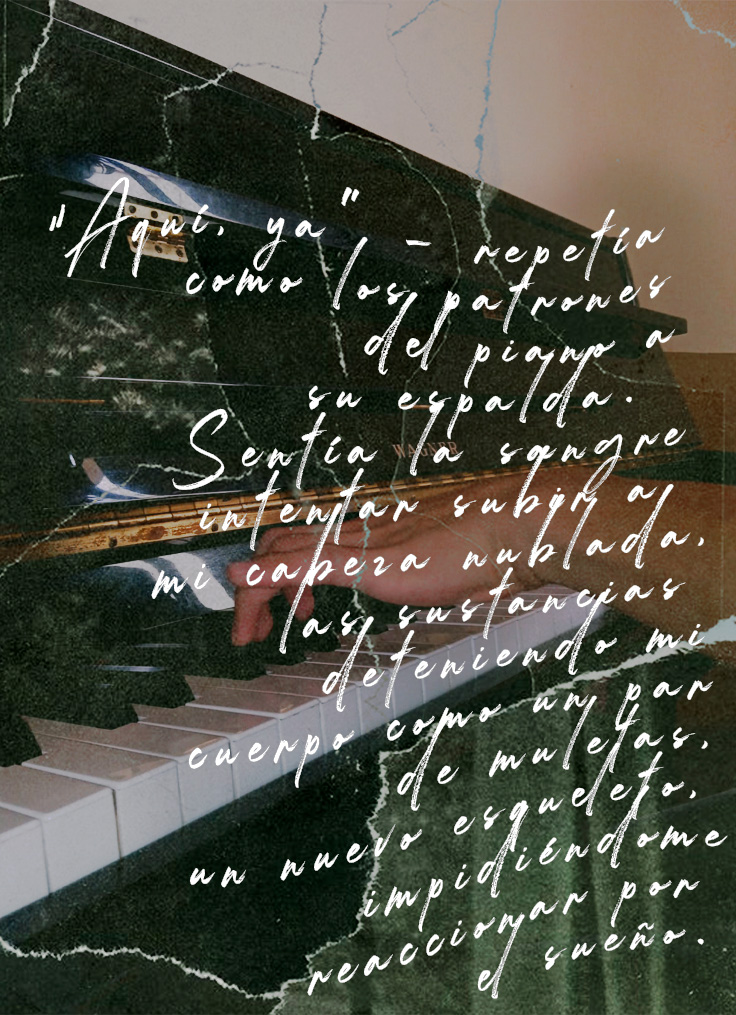 "Aquí, ya", - repetía
como los patrones
del piano a
su espalda.
Sentía la sangre
intentar subir a
mi cabeza nublada,
las sustancias
deteniendo mi
cuerpo como un par
de muletas,
un nuevo esqueleto,
impidiéndome
reaccionar por
el sueño.
WAGNER